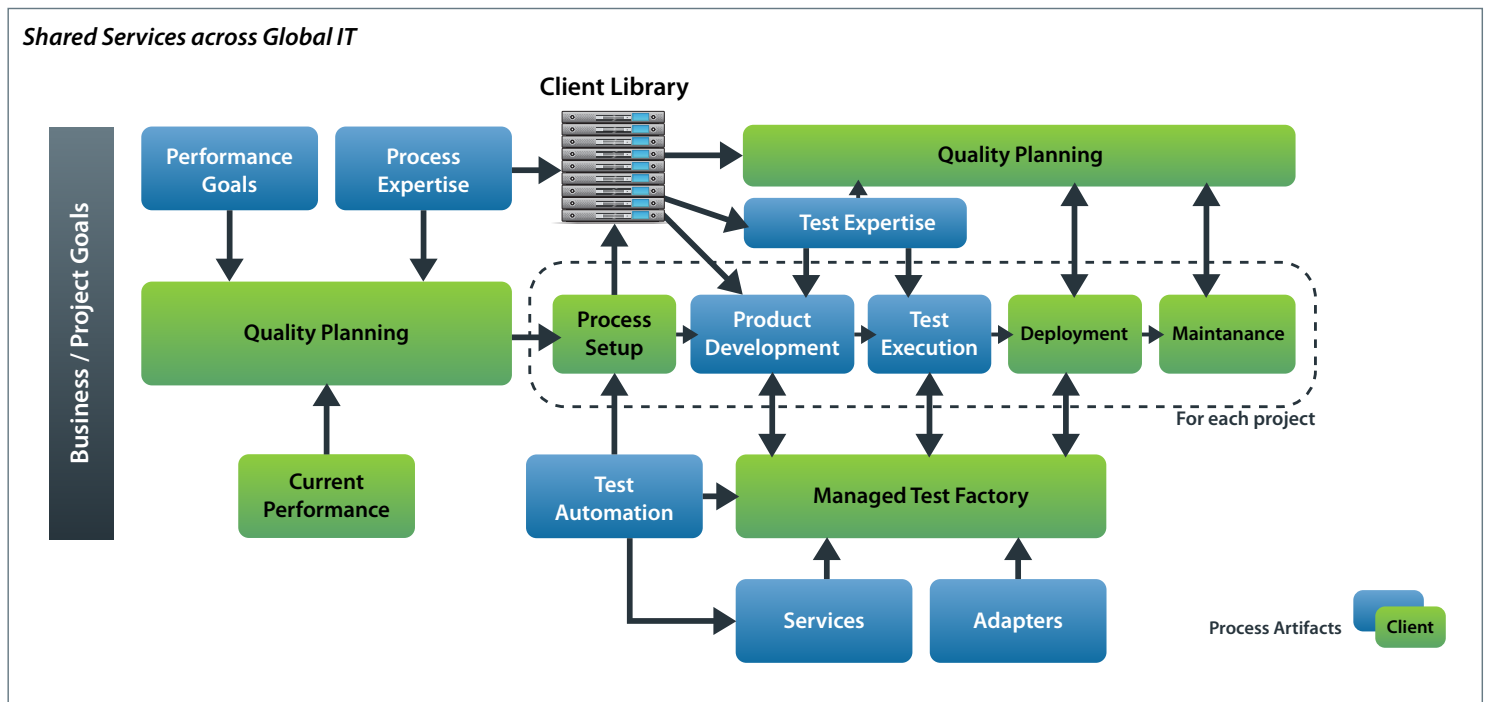 Shared Services across Global IT
Client Library
Business / Project Goals
Performance
Goals
Process
Expertise
Quality Planning
Test Expertise
Quality Planning
Process
Setup
Product
Development
Test
Execution
Deployment
Maintanance
For each project
Current
Performance
Test
Automation
Managed Test Factory
Services
Adapters
Process Artifacts
Client